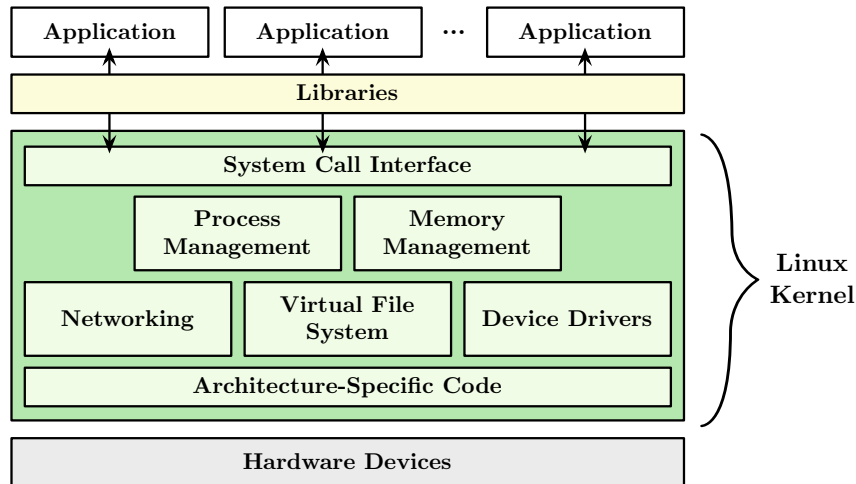 Application Application ... Application
Libraries
System Call Interface
Process
Management
Memory
Management
Networking
Virtual File
System
Device Drivers
Architecture-Specific Code
Linux
Kernel
Hardware Devices